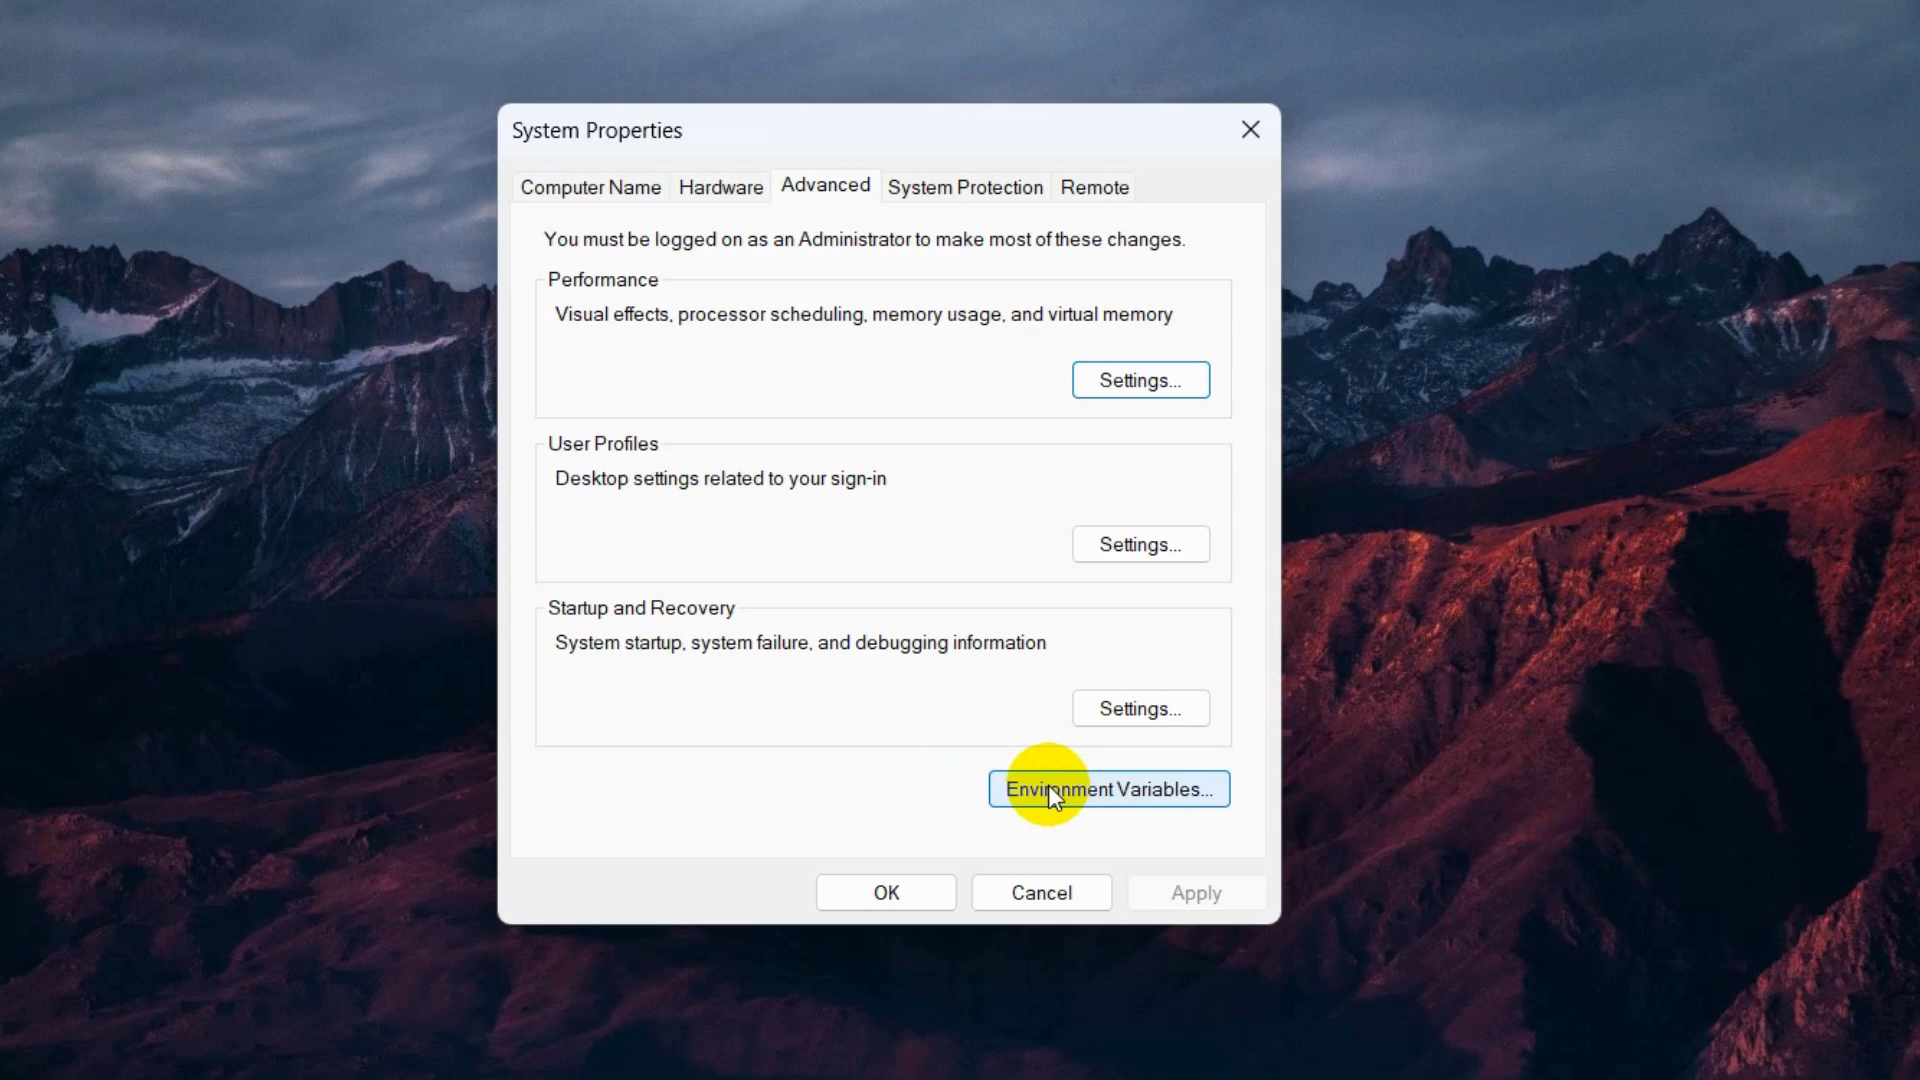 System Properties
Computer Name Hardware Advanced System Protection Remote
You must be logged on as an Administrator to make most of these changes.
Performance
Visual effects, processor scheduling, memory usage, and virtual memory
Settings...
User Profiles
Desktop settings related to your sign-in
Settings...
Startup and Recovery
System startup, system failure, and debugging information
Settings...
Environment Variables...
OK Cancel Apply